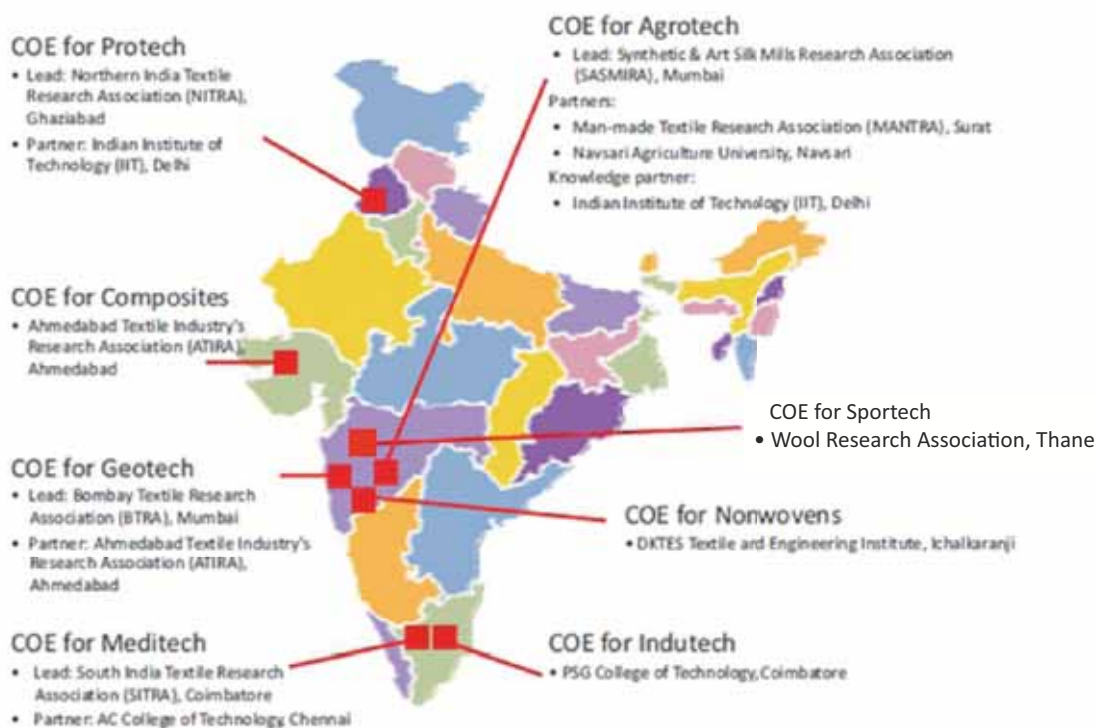 COE for Protech
• Lead: Northern India Textile
Research Association (NITRA),
Ghaziabad
• Partner: Indian Institute of
Technology (IIT), Delhi
COE for Agrotech
• Lead: Synthetic & Art Silk Mills Research Association
(SASMIRA), Mumbai
Partners:
• Man-made Textile Research Association (MANTRA), Surat
• Navsari Agriculture University, Navsari
Knowledge partner:
• Indian Institute of Technology (IIT), Delhi
COE for Composites
• Ahmedabad Textile Industry's
Research Association (ATIRA),
Ahmedabad
COE for Sportech
• Wool Research Association, Thane
COE for Geotech
• Lead: Bombay Textile Research
Association (BTRA), Mumbai
• Partner: Ahmedabad Textile Industry's
Research Association (ATIRA),
Ahmedabad
COE for Nonwovens
• DKTES Textile and Engineering Institute, Ichalkaranji
COE for Meditech
• Lead: South India Textile Research
Association (SITRA), Coimbatore
• Partner: AC College of Technology, Chennai
COE for Indutech
• PSG College of Technology, Coimbatore